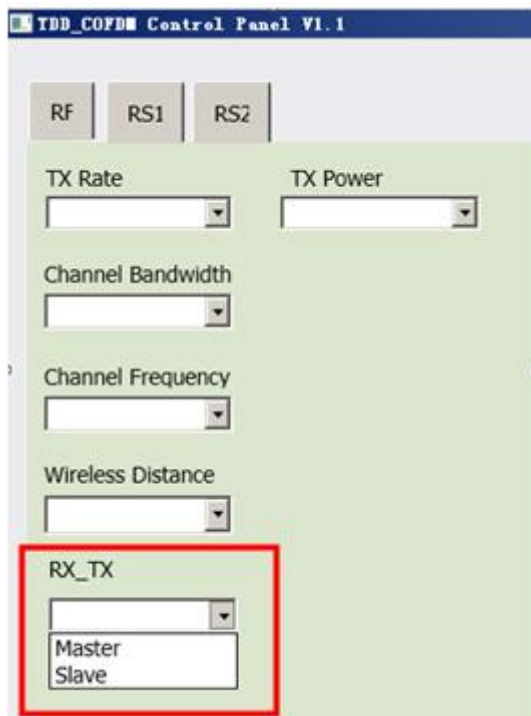 TDD_COFDM Control Panel V1.1
RF RS1 RS2
TX Rate TX Power
Channel Bandwidth
Channel Frequency
Wireless Distance
RX_TX
Master
Slave